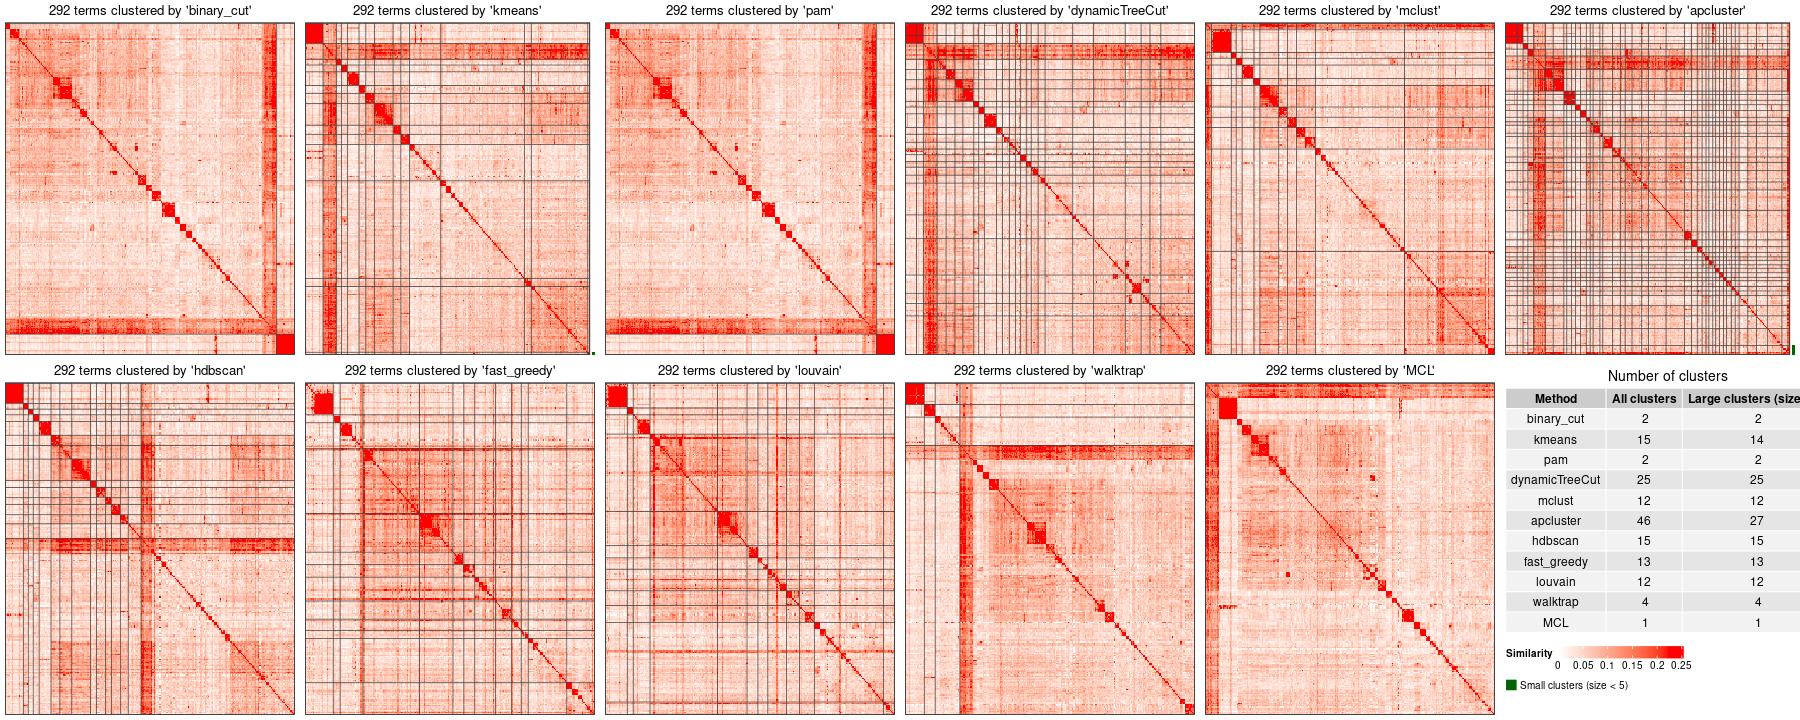 292 terms clustered by 'binary_cut'
292 terms clustered by 'kmeans'
292 terms clustered by 'pam'
292 terms clustered by 'dynamicTreeCut'
292 terms clustered by 'mclust'
292 terms clustered by 'apcluster'
292 terms clustered by 'hdbscan'
292 terms clustered by 'fast_greedy'
292 terms clustered by 'louvain'
292 terms clustered by 'walktrap'
292 terms clustered by 'MCL'
Number of clusters
Method All clusters Large clusters (size
binary_cut 2 2
kmeans 15 14
pam 2 2
dynamicTreeCut 25 25
mclust 12 12
apcluster 46 27
hdbscan 15 15
fast_greedy 13 13
louvain 12 12
walktrap 4 4
MCL 1 1
Similarity
0 0.05 0.1 0.15 0.2 0.25
Small clusters (size < 5)